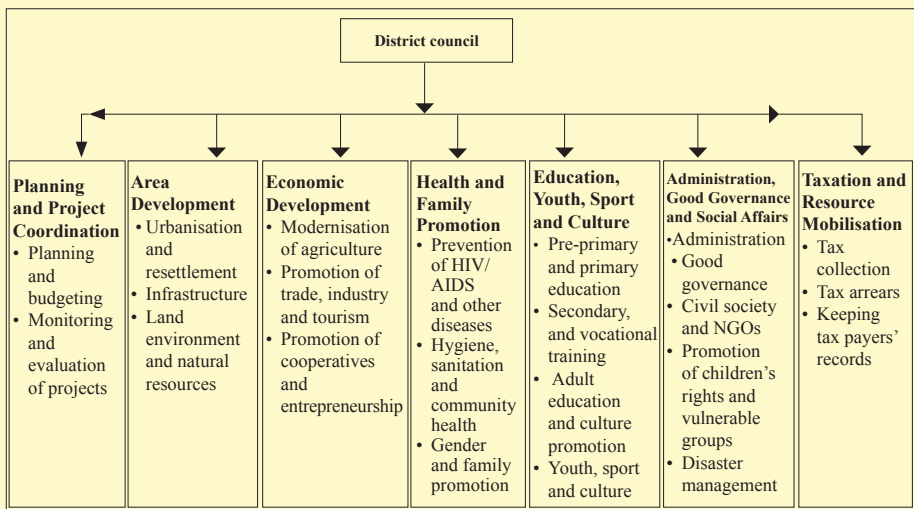 District council
Planning
and Project
Coordination
• Planning
and
budgeting
• Monitoring
and
evaluation
of projects
Area
Development
• Urbanisation
and
resettlement
• Infrastructure
• Land
environment
and natural
resources
Economic
Development
• Modernisation
of agriculture
• Promotion of
trade, industry
and tourism
• Promotion of
cooperatives
and
entrepreneurship
Health and
Family
Promotion
• Prevention
of HIV/
AIDS
and other
diseases
• Hygiene,
sanitation
and
community
health
• Gender
and family
promotion
Education,
Youth, Sport
and Culture
• Pre-primary
and primary
education
• Secondary,
and vocational
training
• Adult
education
and culture
promotion
• Youth, sport
and culture
Administration,
Good Governance
and Social Affairs
•Administration
• Good
governance
• Civil society
and NGOs
• Promotion
of children's
rights and
vulnerable
groups
• Disaster
management
Taxation and
Resource
Mobilisation
• Tax
collection
• Tax arrears
• Keeping
tax payers'
records